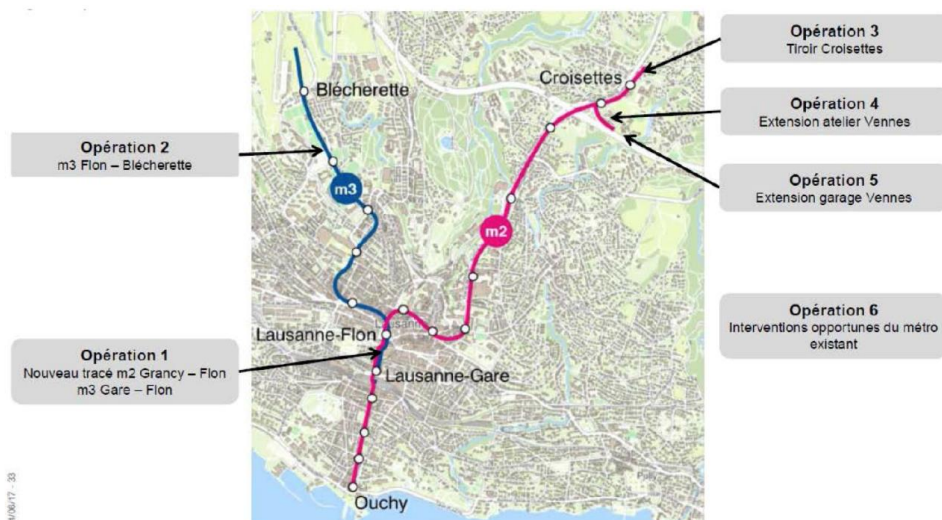 Opération 3
Tiroir Croisettes
Croisettes
Blécherette
Opération 4
Extension atelier Vennes
Opération 2
m3 Flon – Blécherette
m3
Opération 5
Extension garage Vennes
m2
Opération 6
Interventions opportunes du métro
existant
Lausanne-Flon
Opération 1
Nouveau tracé m2 Grancy – Flon
m3 Gare – Flon
Lausanne-Gare
Ouchy